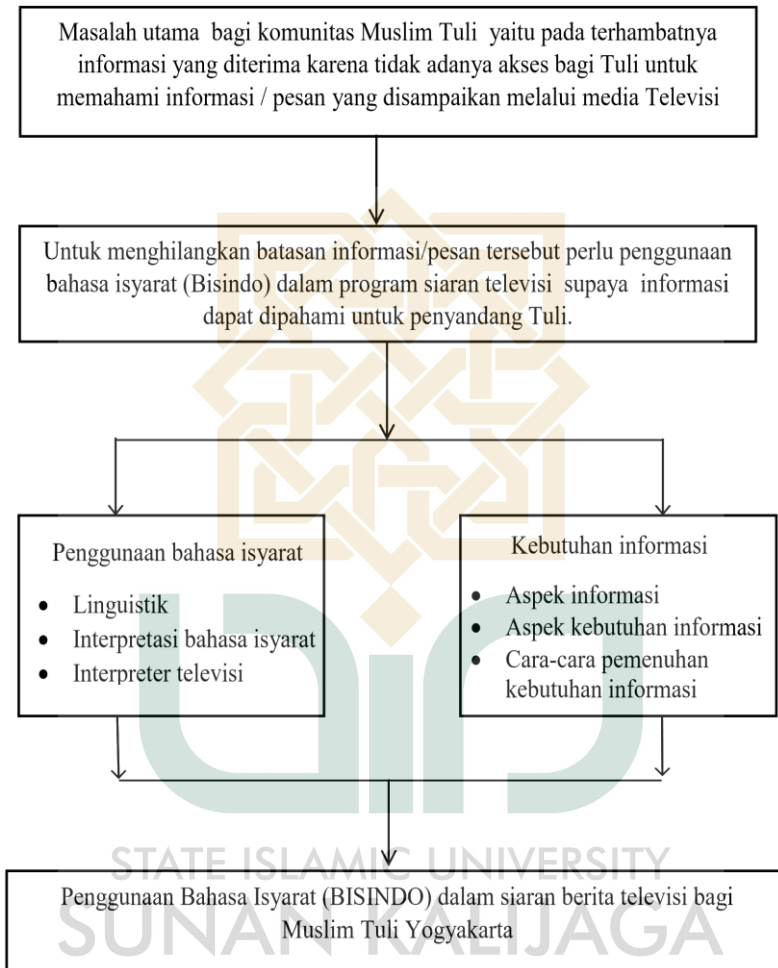 Masalah utama bagi komunitas Muslim Tuli yaitu pada terhambatnya
informasi yang diterima karena tidak adanya akses bagi Tuli untuk
memahami informasi / pesan yang disampaikan melalui media Televisi
Untuk menghilangkan batasan informasi/pesan tersebut perlu penggunaan
bahasa isyarat (Bisindo) dalam program siaran televisi supaya informasi
dapat dipahami untuk penyandang Tuli.
Penggunaan bahasa isyarat
• Linguistik
• Interpretasi bahasa isyarat
• Interpreter televisi
Kebutuhan informasi
• Aspek informasi
• Aspek kebutuhan informasi
• Cara-cara pemenuhan
kebutuhan informasi
STATE ISLAMIC UNIVERSITY
Penggunaan Bahasa Isyarat (BISINDO) dalam siaran berita televisi bagi
Muslim Tuli Yogyakarta
SUNAN KALIJAGA